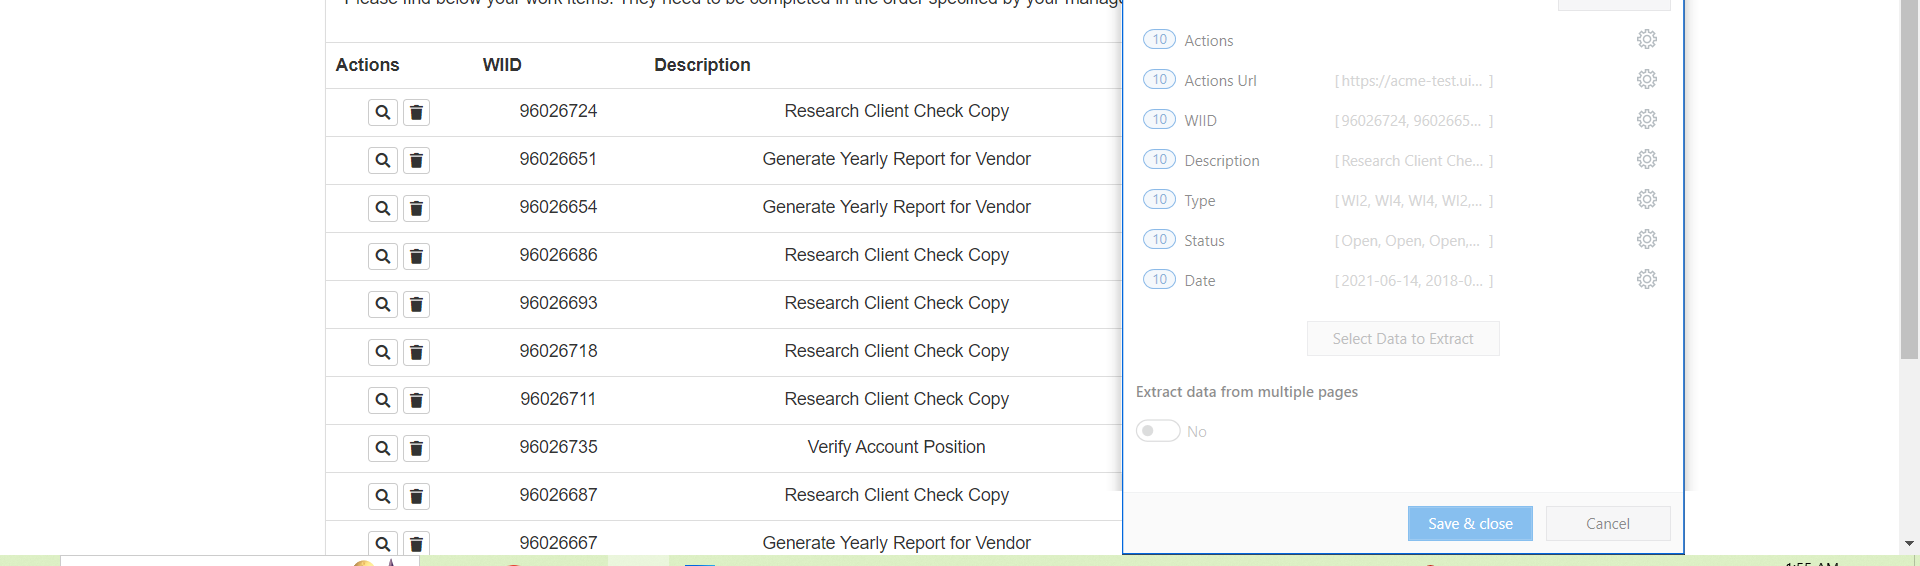 Please find below your work items. They need to be completed in the order specified by your manage
Actions WIID Description
96026724 Research Client Check Copy
96026651 Generate Yearly Report for Vendor
96026654 Generate Yearly Report for Vendor
96026686 Research Client Check Copy
96026693 Research Client Check Copy
96026718 Research Client Check Copy
96026711 Research Client Check Copy
96026735 Verify Account Position
96026687 Research Client Check Copy
96026667 Generate Yearly Report for Vendor
10 Actions
10 Actions Url [ https://acme-test.ui... ]
10 WIID [ 96026724, 9602665... ]
10 Description [ Research Client Che... ]
10 Type [ WI2, WI4, WI4, WI2,... ]
10 Status [ Open, Open, Open,... ]
10 Date [ 2021-06-14, 2018-0... ]
Select Data to Extract
Extract data from multiple pages
No
Save & close Cancel
1:55 AM